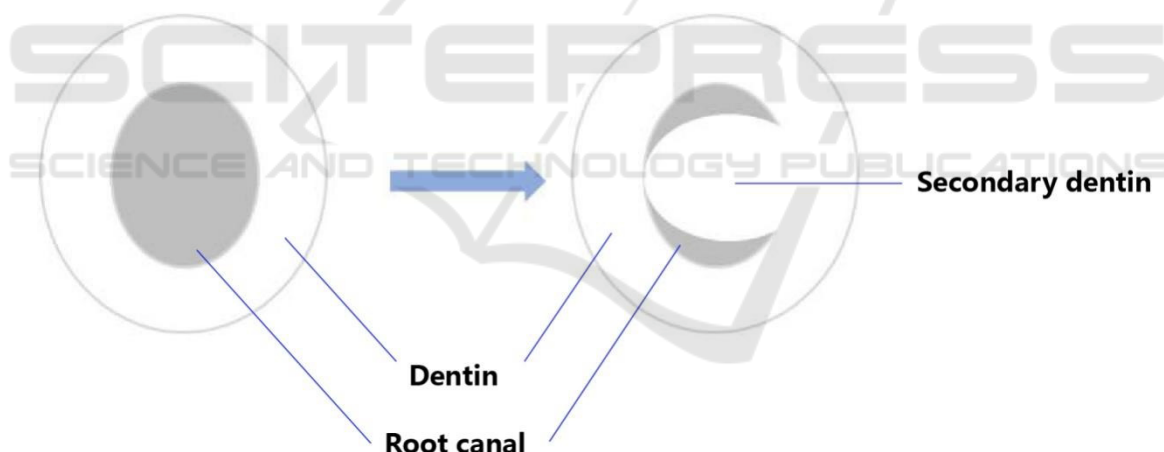 SCITEPRESS
SCIENCE AND TECHNOLOGY PUBLICATIONS
Secondary dentin
Dentin
Root canal